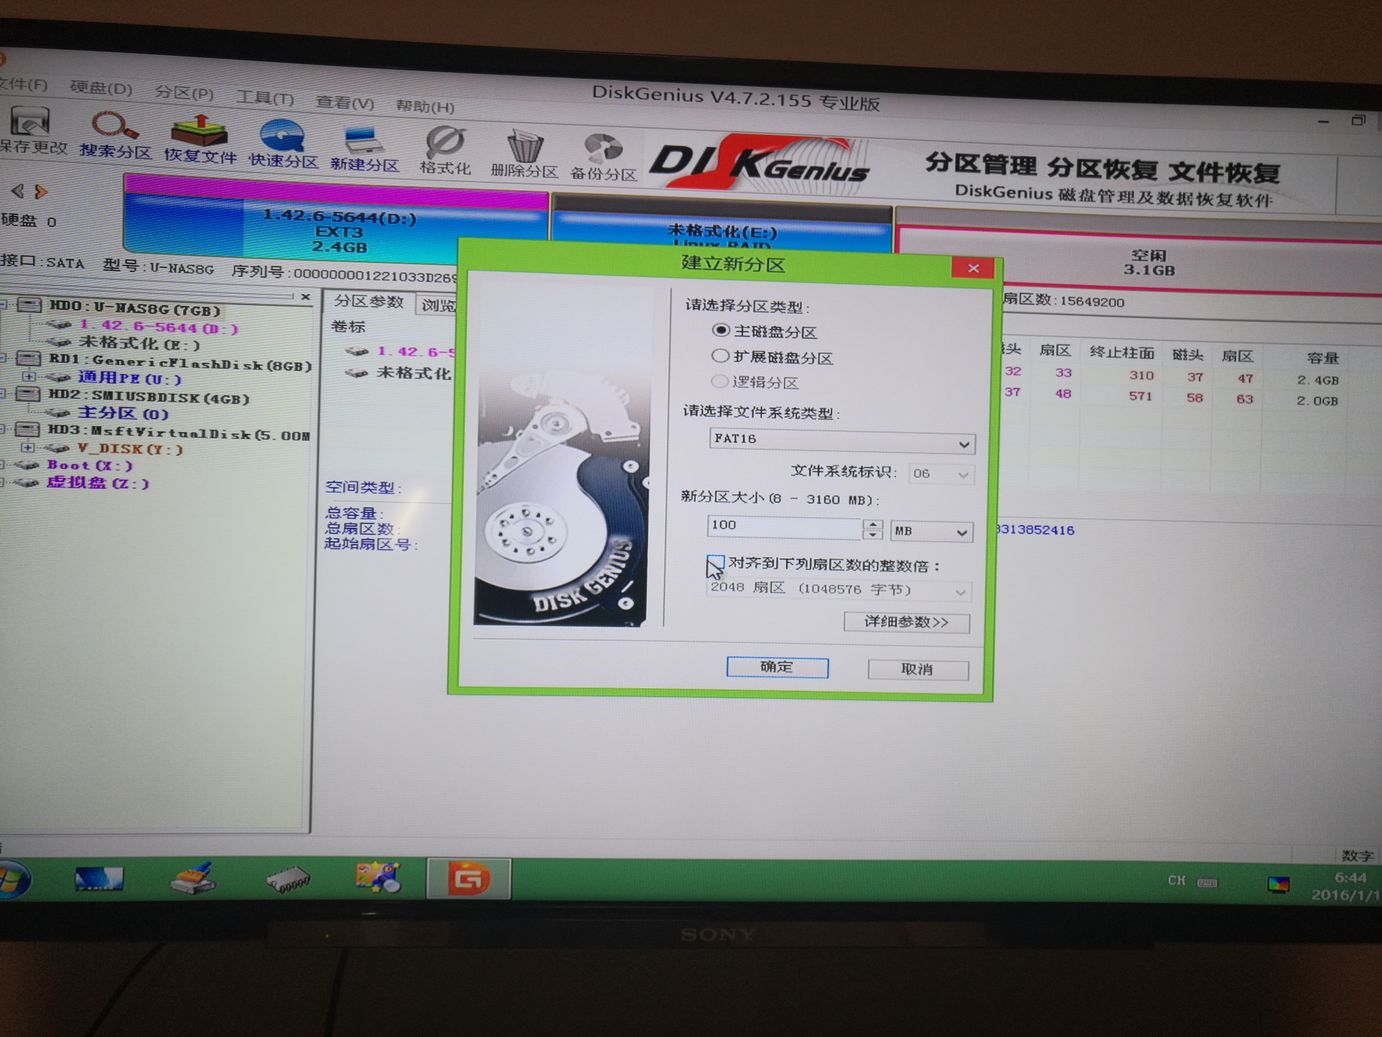 DiskGenius V4.7.2.155 专业版
文件(F) 硬盘(D) 分区(P) 工具(T) 查看(V) 帮助(H)
保存更改 搜索分区 恢复文件 快速分区 新建分区 格式化 删除分区 备份分区
DISKGenius
分区管理 分区恢复 文件恢复
DiskGenius 磁盘管理及数据恢复软件
硬盘 0
1.42.6-5644(D:)
EXT3
2.4GB
未格式化(E:)
Linux RAID
空闲
3.1GB
接口:SATA 型号:U-NAS8G 序列号:000000001221033D269
扇区数:15649200
HD0:U-NAS8G(7GB)
1.42.6-5644(D:)
未格式化(E:)
RD1:GenericFlashDisk(8GB)
通用PE(U:)
HD2:SMIUSBDISK(4GB)
主分区(0)
HD3:MsftVirtualDisk(5.00M
V_DISK(Y:)
Boot(X:)
虚拟盘(Z:)
分区参数 浏览
卷标
1.42.6-5
未格式化
磁头 扇区 终止柱面 磁头 扇区 容量
32 33 310 37 47 2.4GB
37 48 571 58 63 2.0GB
空间类型:
总容量:
总扇区数:
起始扇区号:
3313852416
建立新分区
请选择分区类型:
主磁盘分区
扩展磁盘分区
逻辑分区
请选择文件系统类型:
FAT16
文件系统标识: 06
新分区大小(8 - 3160 MB):
100 MB
对齐到下列扇区数的整数倍:
2048 扇区 (1048576 字节)
详细参数>>
确定 取消
DISK GENIUS
数字
CH
6:44
2016/1/1
SONY